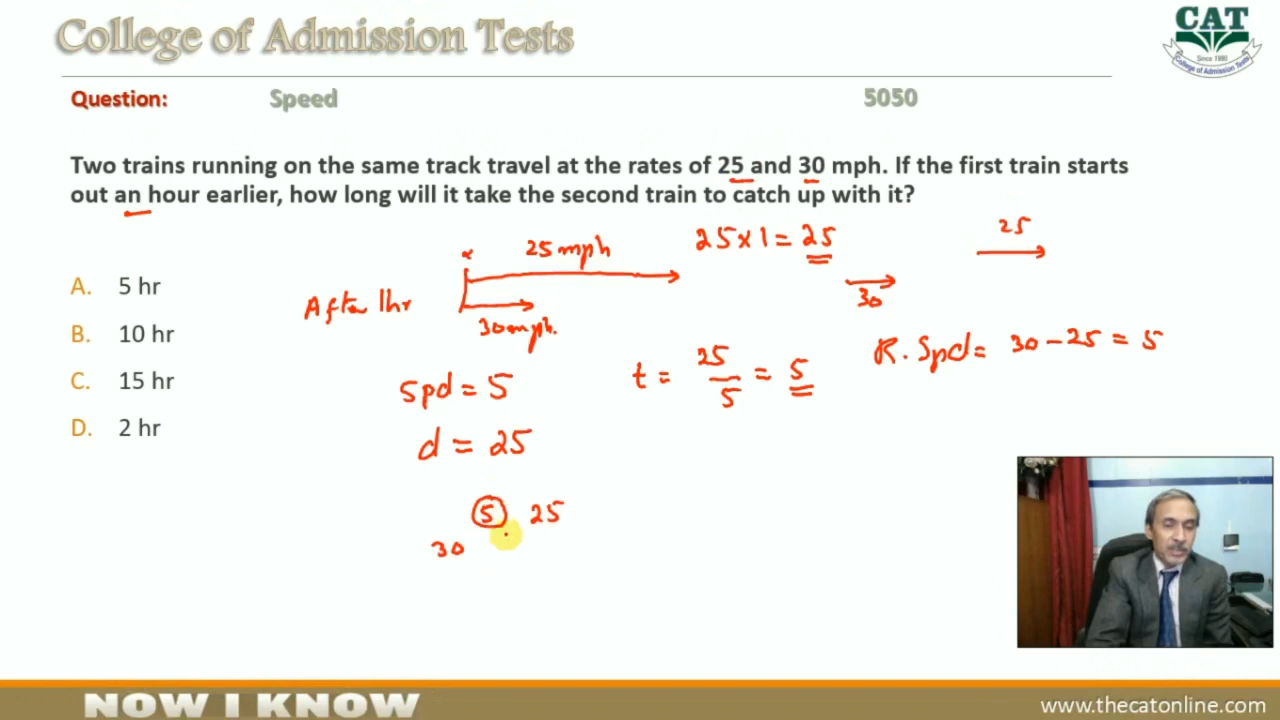 College of Admission Tests
CAT
Since 1980
College of Admission Tests
Question: Speed 5050
Two trains running on the same track travel at the rates of 25 and 30 mph. If the first train starts
out an hour earlier, how long will it take the second train to catch up with it?
25 mph
25 × 1 = 25
25
A. 5 hr
After 1hr
30 mph.
30
B. 10 hr
R. Spd = 30 - 25 = 5
C. 15 hr
Spd = 5
t = 25/5 = 5
D. 2 hr
d = 25
5 25
30
NOW I KNOW
www.thecatonline.com